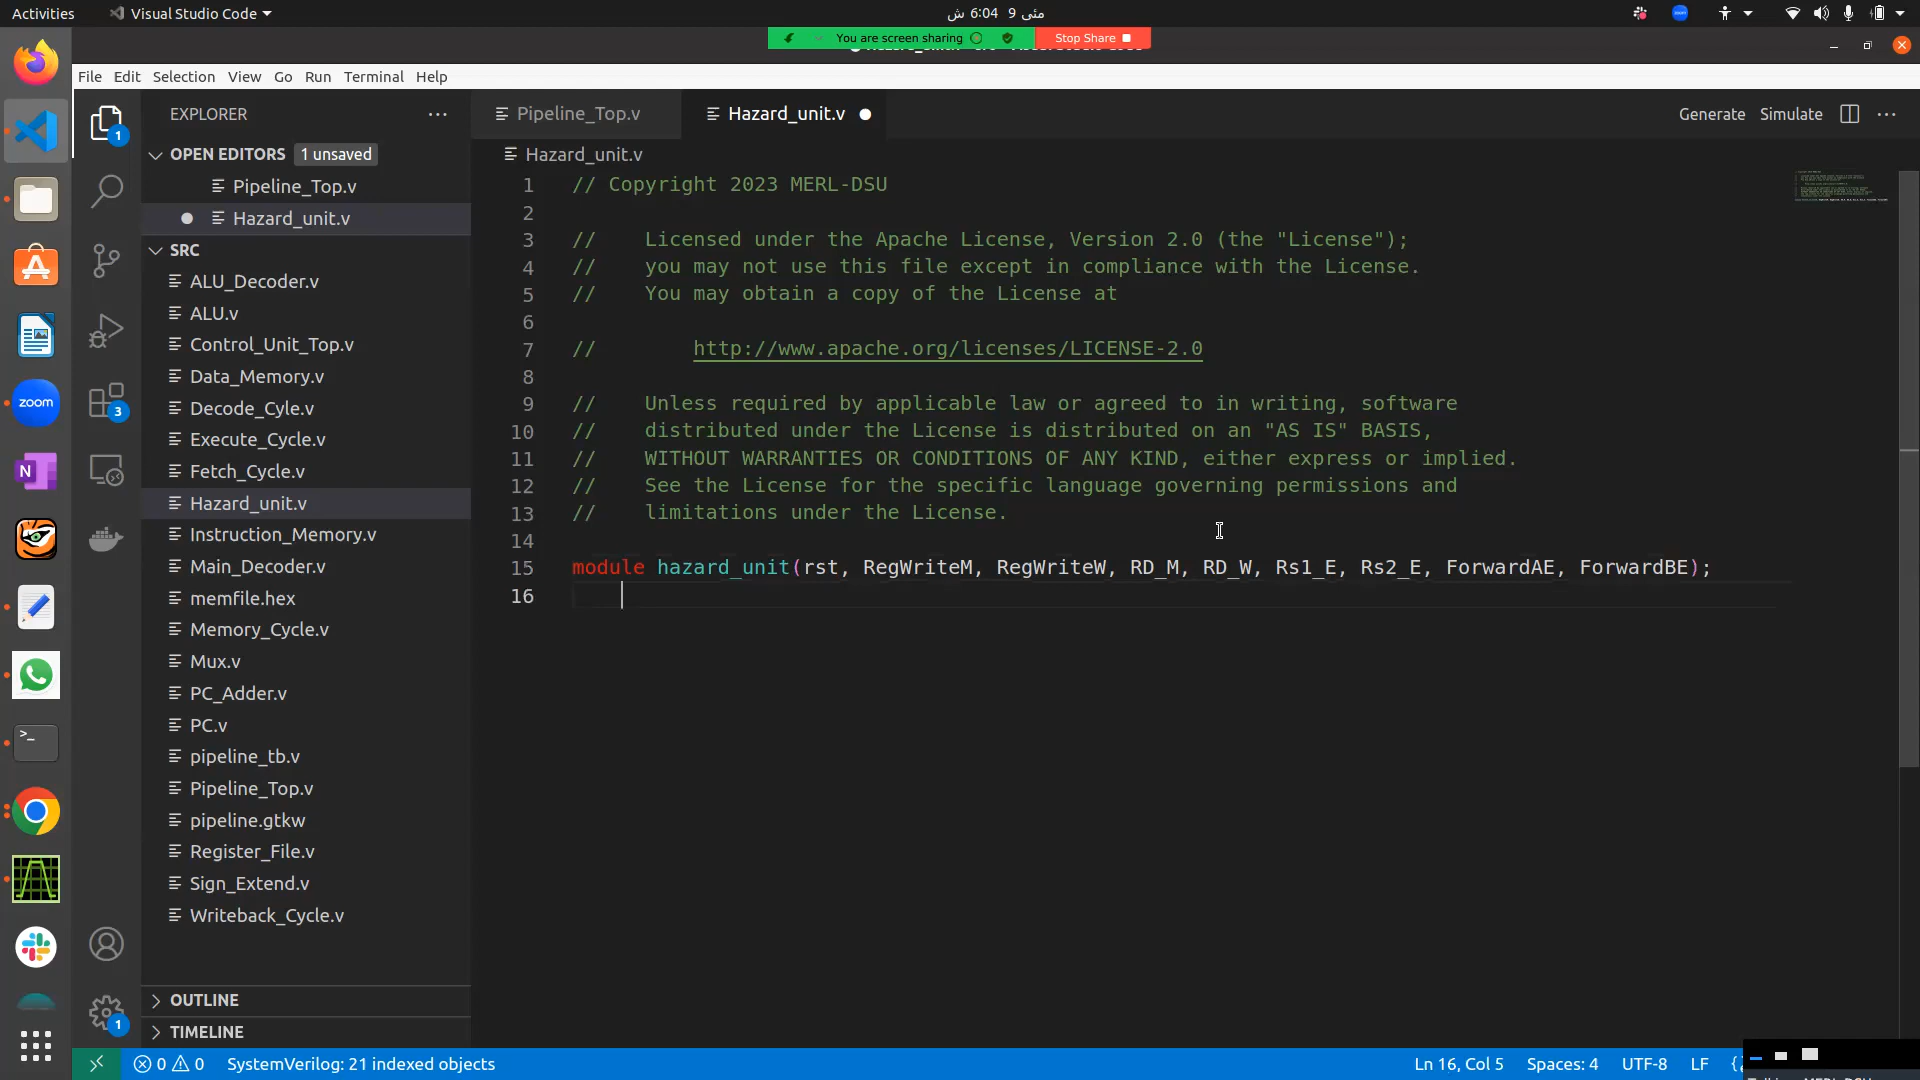 Activities
Visual Studio Code
مئی 9 6:04 ش
You are screen sharing
Stop Share
File Edit Selection View Go Run Terminal Help
EXPLORER
OPEN EDITORS 1 unsaved
Pipeline_Top.v
Hazard_unit.v
SRC
ALU_Decoder.v
ALU.v
Control_Unit_Top.v
Data_Memory.v
Decode_Cyle.v
Execute_Cycle.v
Fetch_Cycle.v
Hazard_unit.v
Instruction_Memory.v
Main_Decoder.v
memfile.hex
Memory_Cycle.v
Mux.v
PC_Adder.v
PC.v
pipeline_tb.v
Pipeline_Top.v
pipeline.gtkw
Register_File.v
Sign_Extend.v
Writeback_Cycle.v
OUTLINE
TIMELINE
1
3
1
zoom
N
Pipeline_Top.v
Hazard_unit.v
Generate Simulate
Hazard_unit.v
1 // Copyright 2023 MERL-DSU
2
3 // Licensed under the Apache License, Version 2.0 (the "License");
4 // you may not use this file except in compliance with the License.
5 // You may obtain a copy of the License at
6
7 // http://www.apache.org/licenses/LICENSE-2.0
8
9 // Unless required by applicable law or agreed to in writing, software
10 // distributed under the License is distributed on an "AS IS" BASIS,
11 // WITHOUT WARRANTIES OR CONDITIONS OF ANY KIND, either express or implied.
12 // See the License for the specific language governing permissions and
13 // limitations under the License.
14
15 module hazard_unit(rst, RegWriteM, RegWriteW, RD_M, RD_W, Rs1_E, Rs2_E, ForwardAE, ForwardBE);
16
0 0 SystemVerilog: 21 indexed objects
Ln 16, Col 5 Spaces: 4 UTF-8 LF